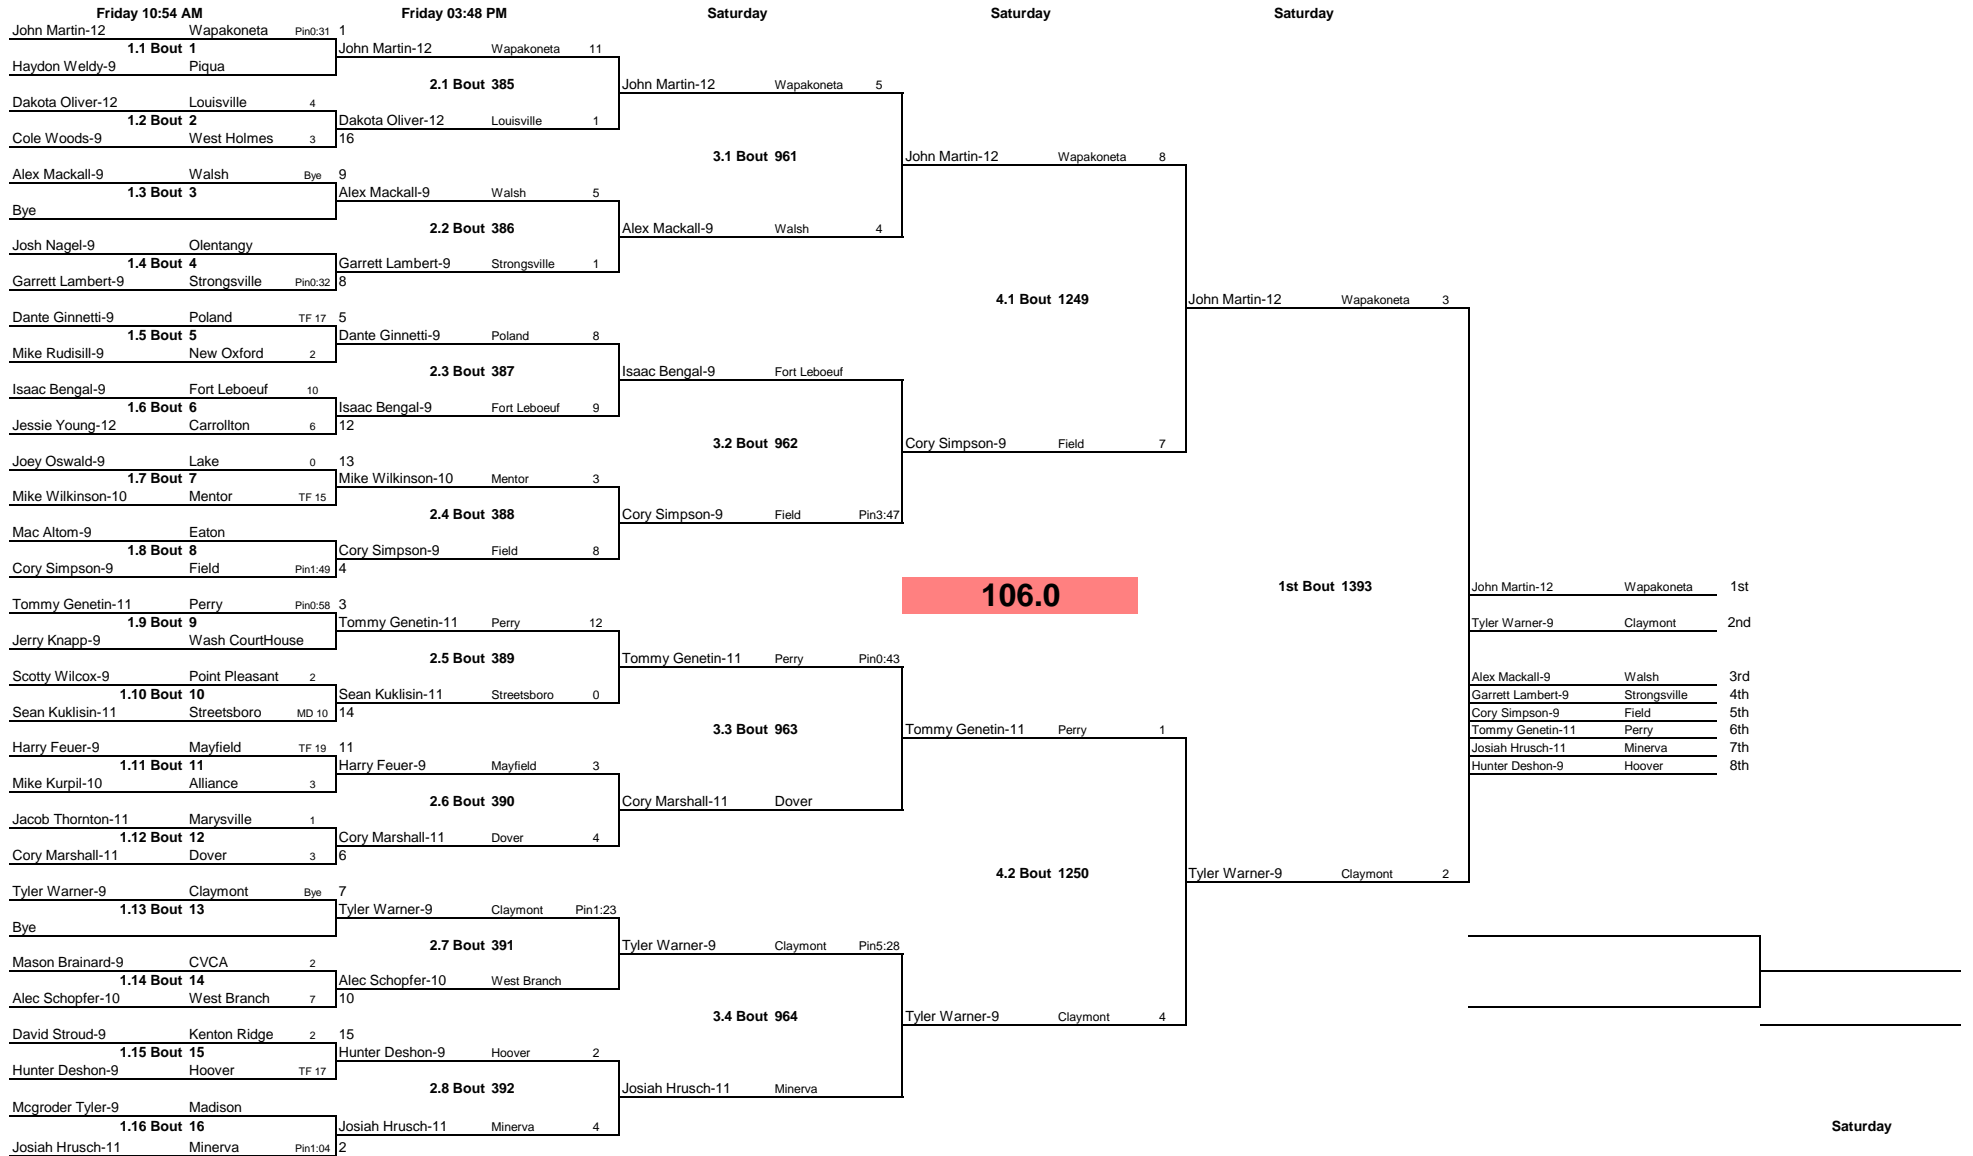 Friday 10:54 AM Friday 03:48 PM Saturday Saturday Saturday
John Martin-12 Wapakoneta Pin0:31 1
1.1 Bout 1 John Martin-12 Wapakoneta 11
Haydon Weldy-9 Piqua
2.1 Bout 385 John Martin-12 Wapakoneta 5
Dakota Oliver-12 Louisville 4
1.2 Bout 2 Dakota Oliver-12 Louisville 1
Cole Woods-9 West Holmes 3 16
3.1 Bout 961 John Martin-12 Wapakoneta 8
Alex Mackall-9 Walsh Bye 9
1.3 Bout 3 Alex Mackall-9 Walsh 5
Bye
2.2 Bout 386 Alex Mackall-9 Walsh 4
Josh Nagel-9 Olentangy
1.4 Bout 4 Garrett Lambert-9 Strongsville 1
Garrett Lambert-9 Strongsville Pin0:32 8
4.1 Bout 1249 John Martin-12 Wapakoneta 3
Dante Ginnetti-9 Poland TF 17 5
1.5 Bout 5 Dante Ginnetti-9 Poland 8
Mike Rudisill-9 New Oxford 2
2.3 Bout 387 Isaac Bengal-9 Fort Leboeuf
Isaac Bengal-9 Fort Leboeuf 10
1.6 Bout 6 Isaac Bengal-9 Fort Leboeuf 9
Jessie Young-12 Carrollton 6 12
3.2 Bout 962 Cory Simpson-9 Field 7
Joey Oswald-9 Lake 0 13
1.7 Bout 7 Mike Wilkinson-10 Mentor 3
Mike Wilkinson-10 Mentor TF 15
2.4 Bout 388 Cory Simpson-9 Field Pin3:47
Mac Altom-9 Eaton
1.8 Bout 8 Cory Simpson-9 Field 8
Cory Simpson-9 Field Pin1:49 4
106.0 1st Bout 1393 John Martin-12 Wapakoneta 1st
Tommy Genetin-11 Perry Pin0:58 3
1.9 Bout 9 Tommy Genetin-11 Perry 12 Tyler Warner-9 Claymont 2nd
Jerry Knapp-9 Wash CourtHouse
2.5 Bout 389 Tommy Genetin-11 Perry Pin0:43
Scotty Wilcox-9 Point Pleasant 2 Alex Mackall-9 Walsh 3rd
1.10 Bout 10 Sean Kuklisin-11 Streetsboro 0 Garrett Lambert-9 Strongsville 4th
Sean Kuklisin-11 Streetsboro MD 10 14 Cory Simpson-9 Field 5th
3.3 Bout 963 Tommy Genetin-11 Perry 1 Tommy Genetin-11 Perry 6th
Harry Feuer-9 Mayfield TF 19 11 Josiah Hrusch-11 Minerva 7th
1.11 Bout 11 Harry Feuer-9 Mayfield 3 Hunter Deshon-9 Hoover 8th
Mike Kurpil-10 Alliance 3
2.6 Bout 390 Cory Marshall-11 Dover
Jacob Thornton-11 Marysville 1
1.12 Bout 12 Cory Marshall-11 Dover 4
Cory Marshall-11 Dover 3 6
4.2 Bout 1250 Tyler Warner-9 Claymont 2
Tyler Warner-9 Claymont Bye 7
1.13 Bout 13 Tyler Warner-9 Claymont Pin1:23
Bye
2.7 Bout 391 Tyler Warner-9 Claymont Pin5:28
Mason Brainard-9 CVCA 2
1.14 Bout 14 Alec Schopfer-10 West Branch
Alec Schopfer-10 West Branch 7 10
3.4 Bout 964 Tyler Warner-9 Claymont 4
David Stroud-9 Kenton Ridge 2 15
1.15 Bout 15 Hunter Deshon-9 Hoover 2
Hunter Deshon-9 Hoover TF 17
2.8 Bout 392 Josiah Hrusch-11 Minerva
Mcgroder Tyler-9 Madison
1.16 Bout 16 Josiah Hrusch-11 Minerva 4 Saturday
Josiah Hrusch-11 Minerva Pin1:04 2